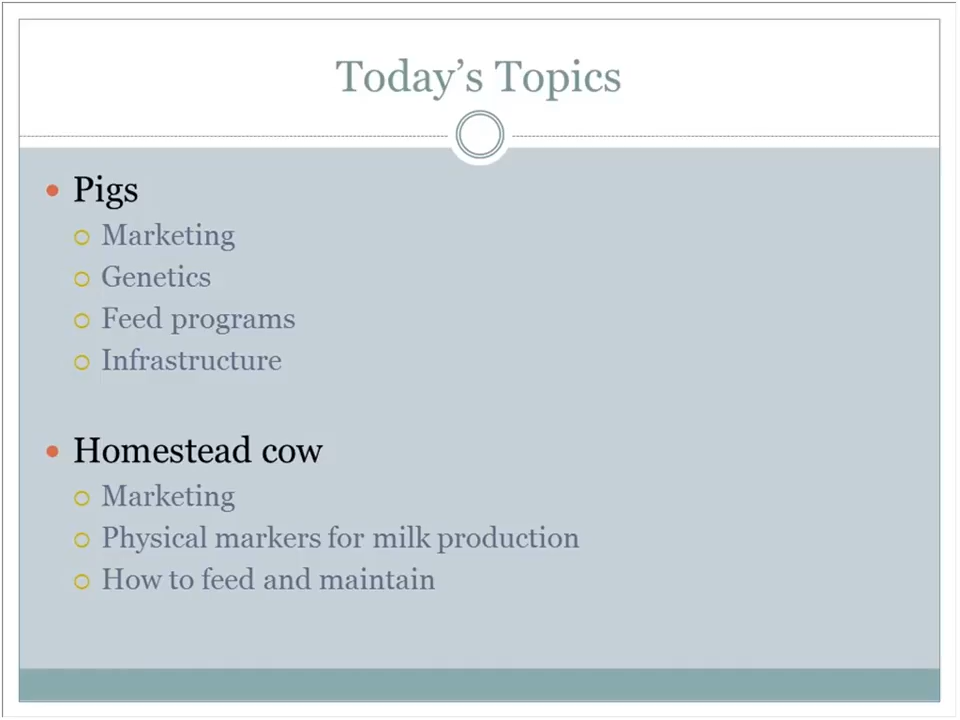 Today's Topics
Pigs
Marketing
Genetics
Feed programs
Infrastructure
Homestead cow
Marketing
Physical markers for milk production
How to feed and maintain